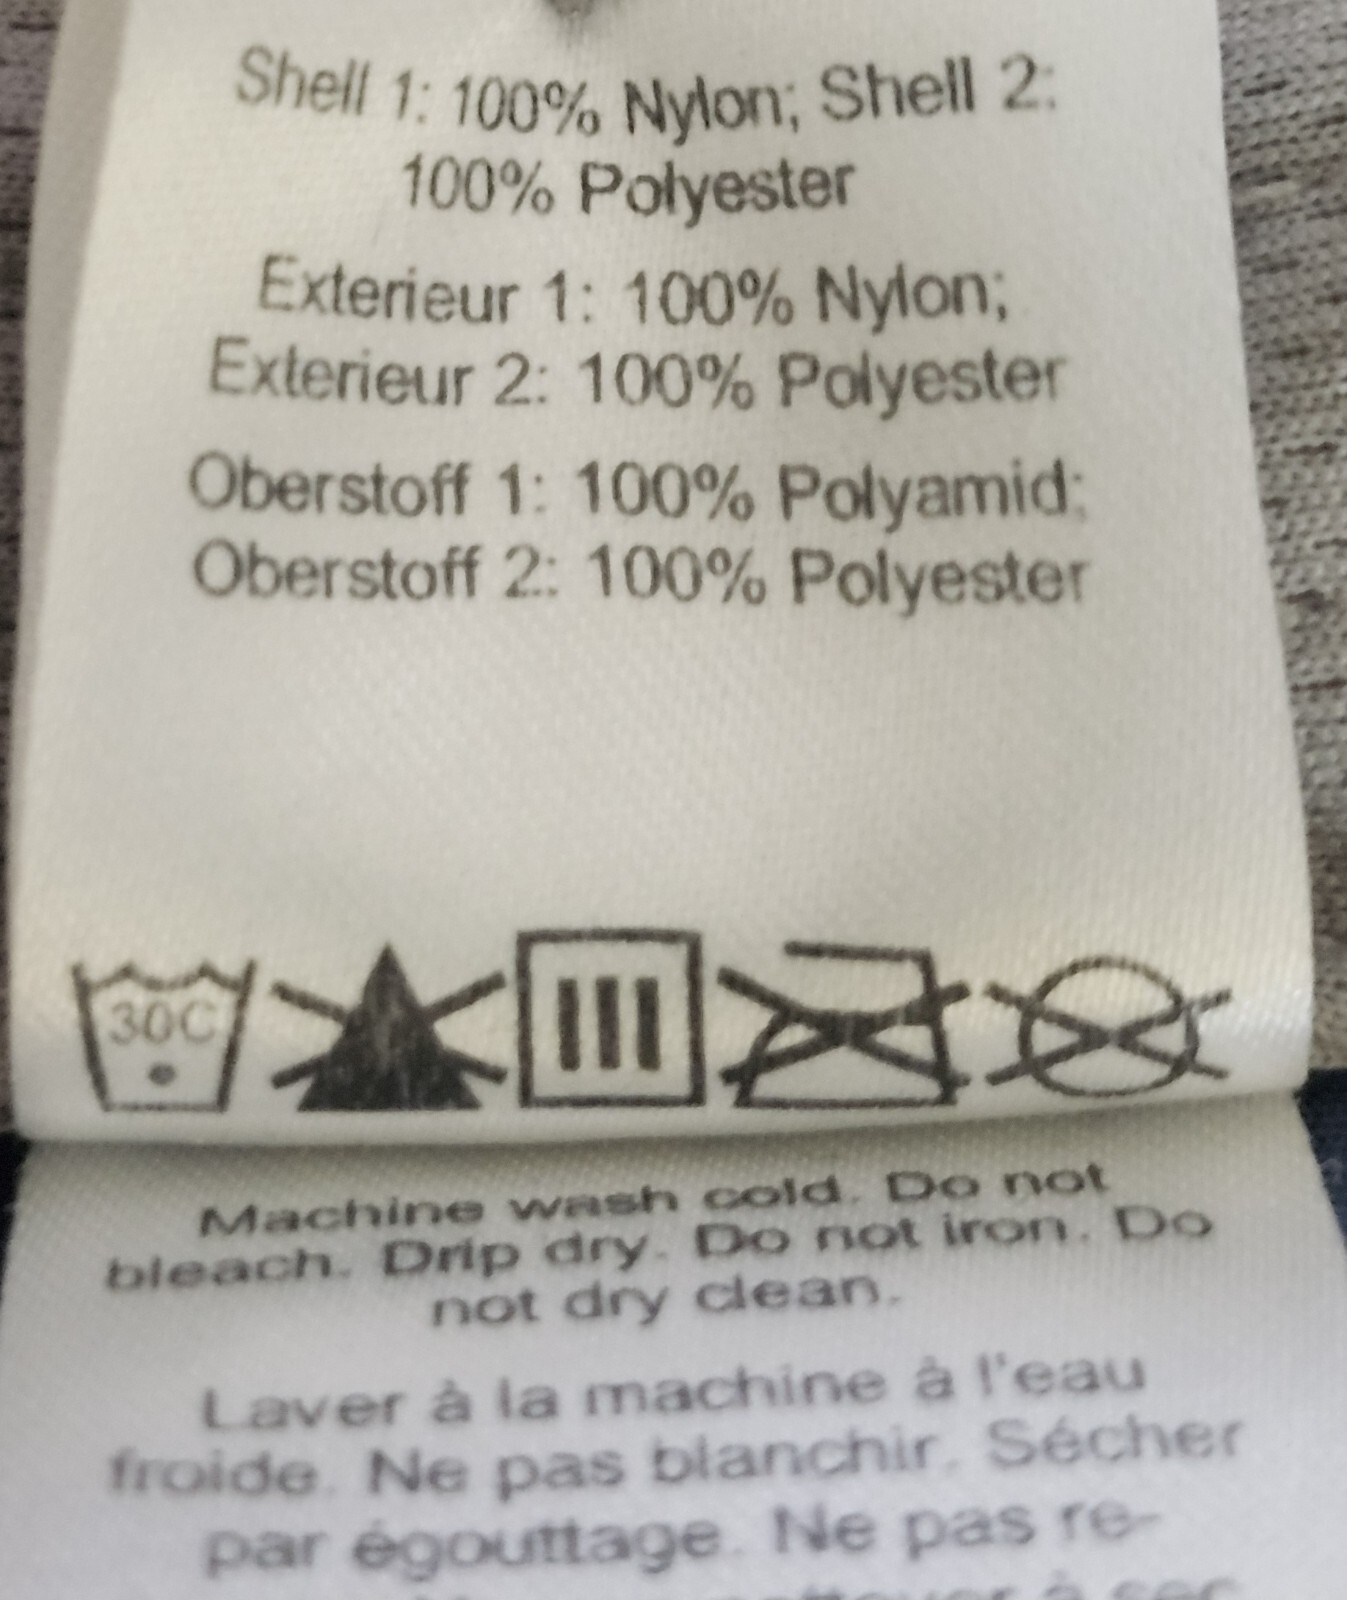 Shell 1: 100% Nylon; Shell 2:
100% Polyester
Exterieur 1: 100% Nylon;
Exterieur 2: 100% Polyester
Oberstoff 1: 100% Polyamid;
Oberstoff 2: 100% Polyester
30C
Machine wash cold. Do not
bleach. Drip dry. Do not iron. Do
not dry clean.
Laver à la machine à l'eau
froide. Ne pas blanchir. Sécher
par égouttage. Ne pas re-
à sec